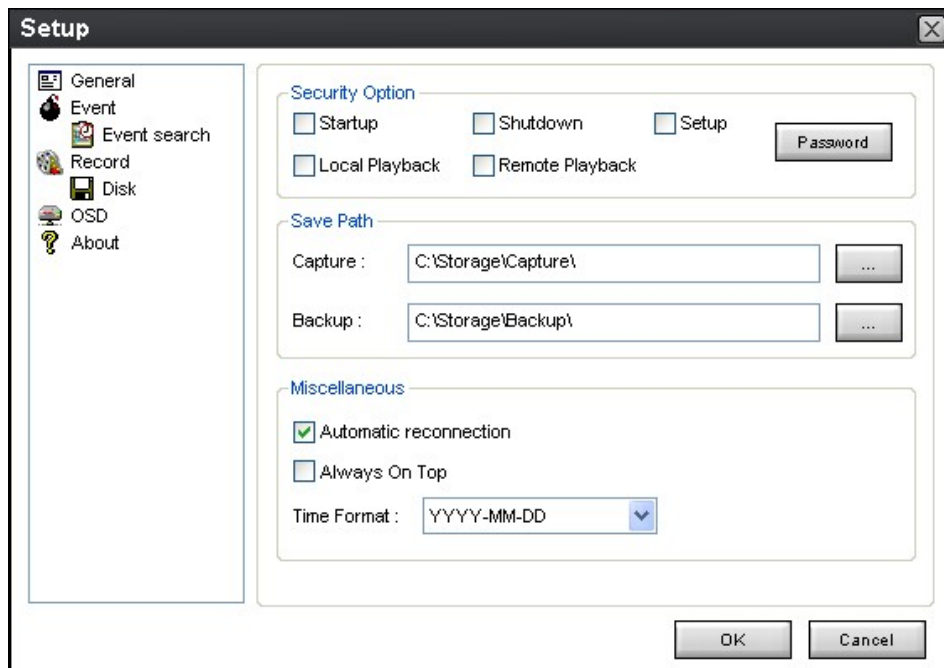 Setup
General
Event
Event search
Record
Disk
OSD
About
Security Option
Startup Shutdown Setup
Password
Local Playback Remote Playback
Save Path
Capture : C:\Storage\Capture\ ...
Backup : C:\Storage\Backup\ ...
Miscellaneous
Automatic reconnection
Always On Top
Time Format : YYYY-MM-DD
OK Cancel